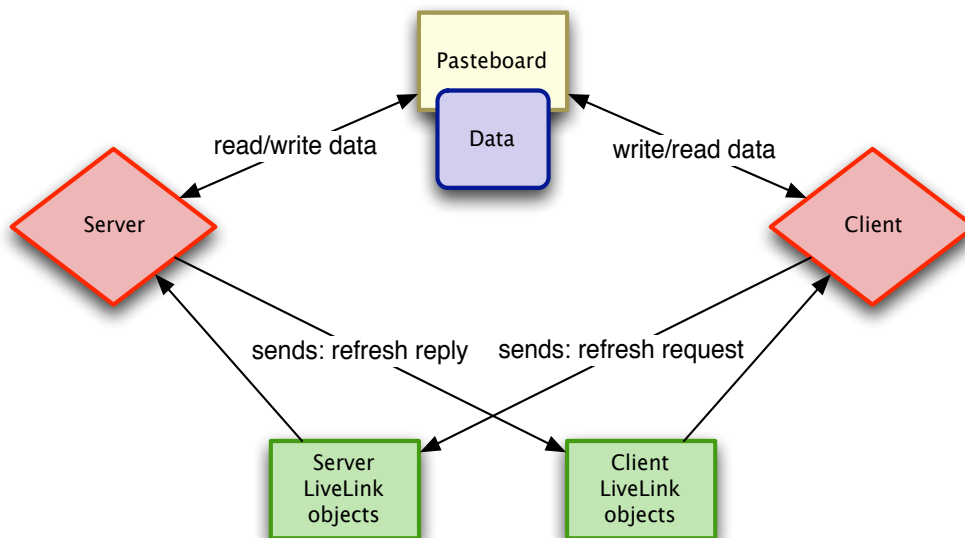 Pasteboard
Data
read/write data
write/read data
Server
Client
sends: refresh reply
sends: refresh request
Server
LiveLink
objects
Client
LiveLink
objects